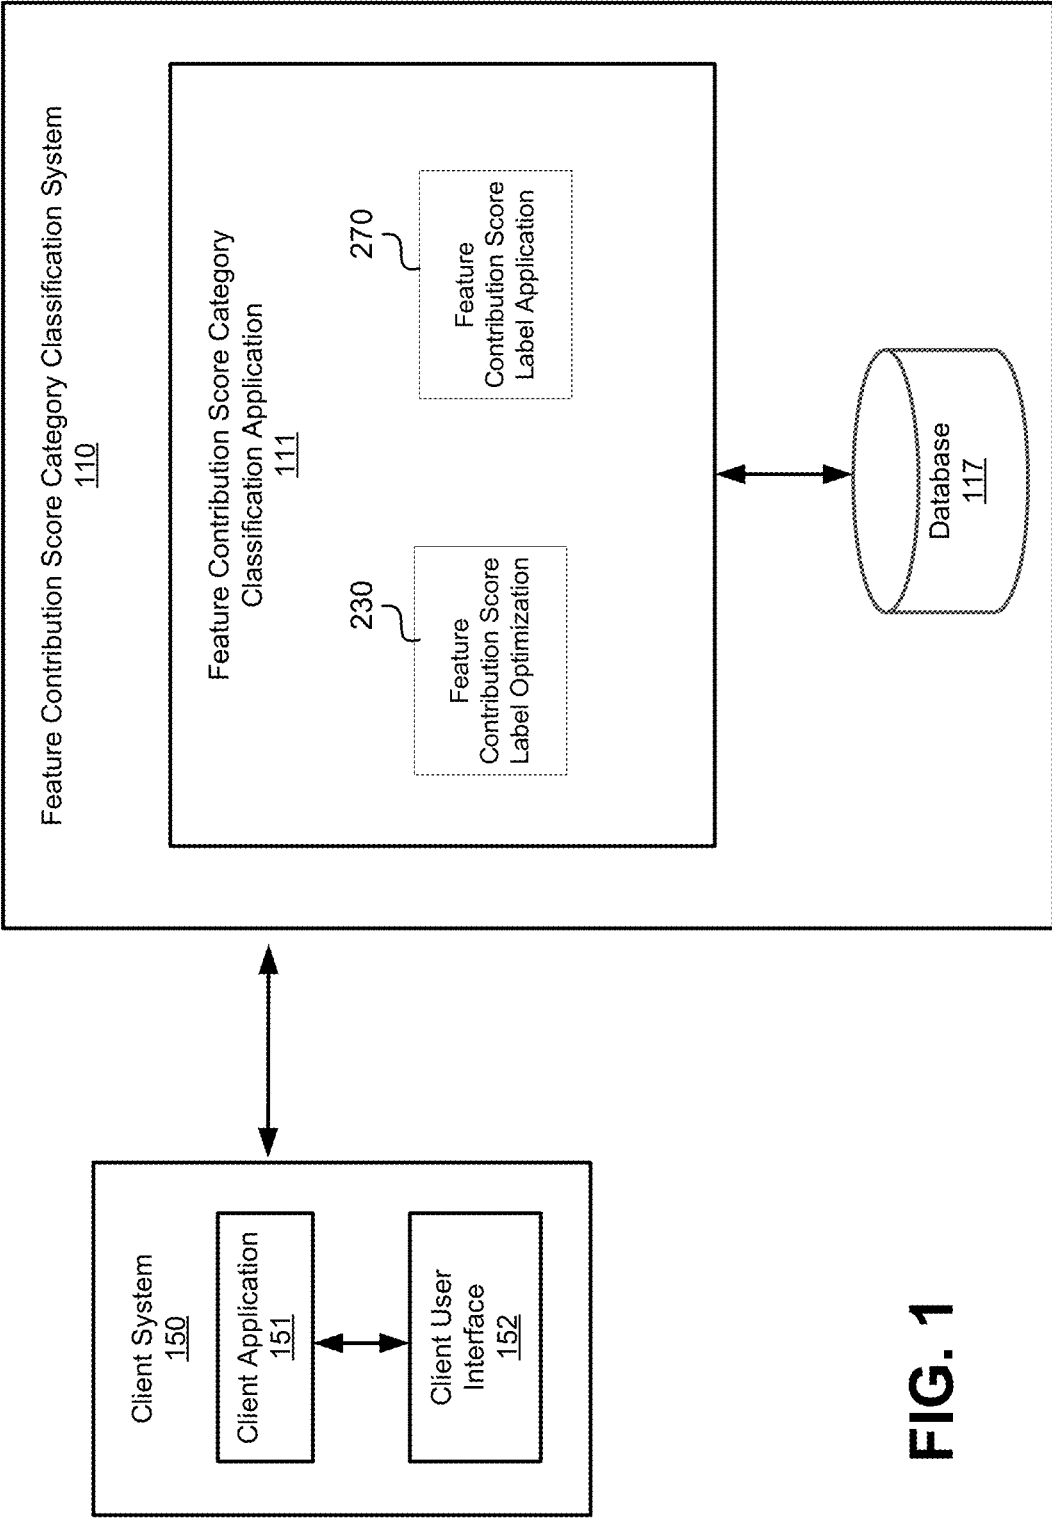 Client System
150
Client Application
151
Client User
Interface
152
Feature Contribution Score Category Classification System
110
Feature Contribution Score Category
Classification Application
111
230
Feature
Contribution Score
Label Optimization
270
Feature
Contribution Score
Label Application
Database
117
FIG. 1